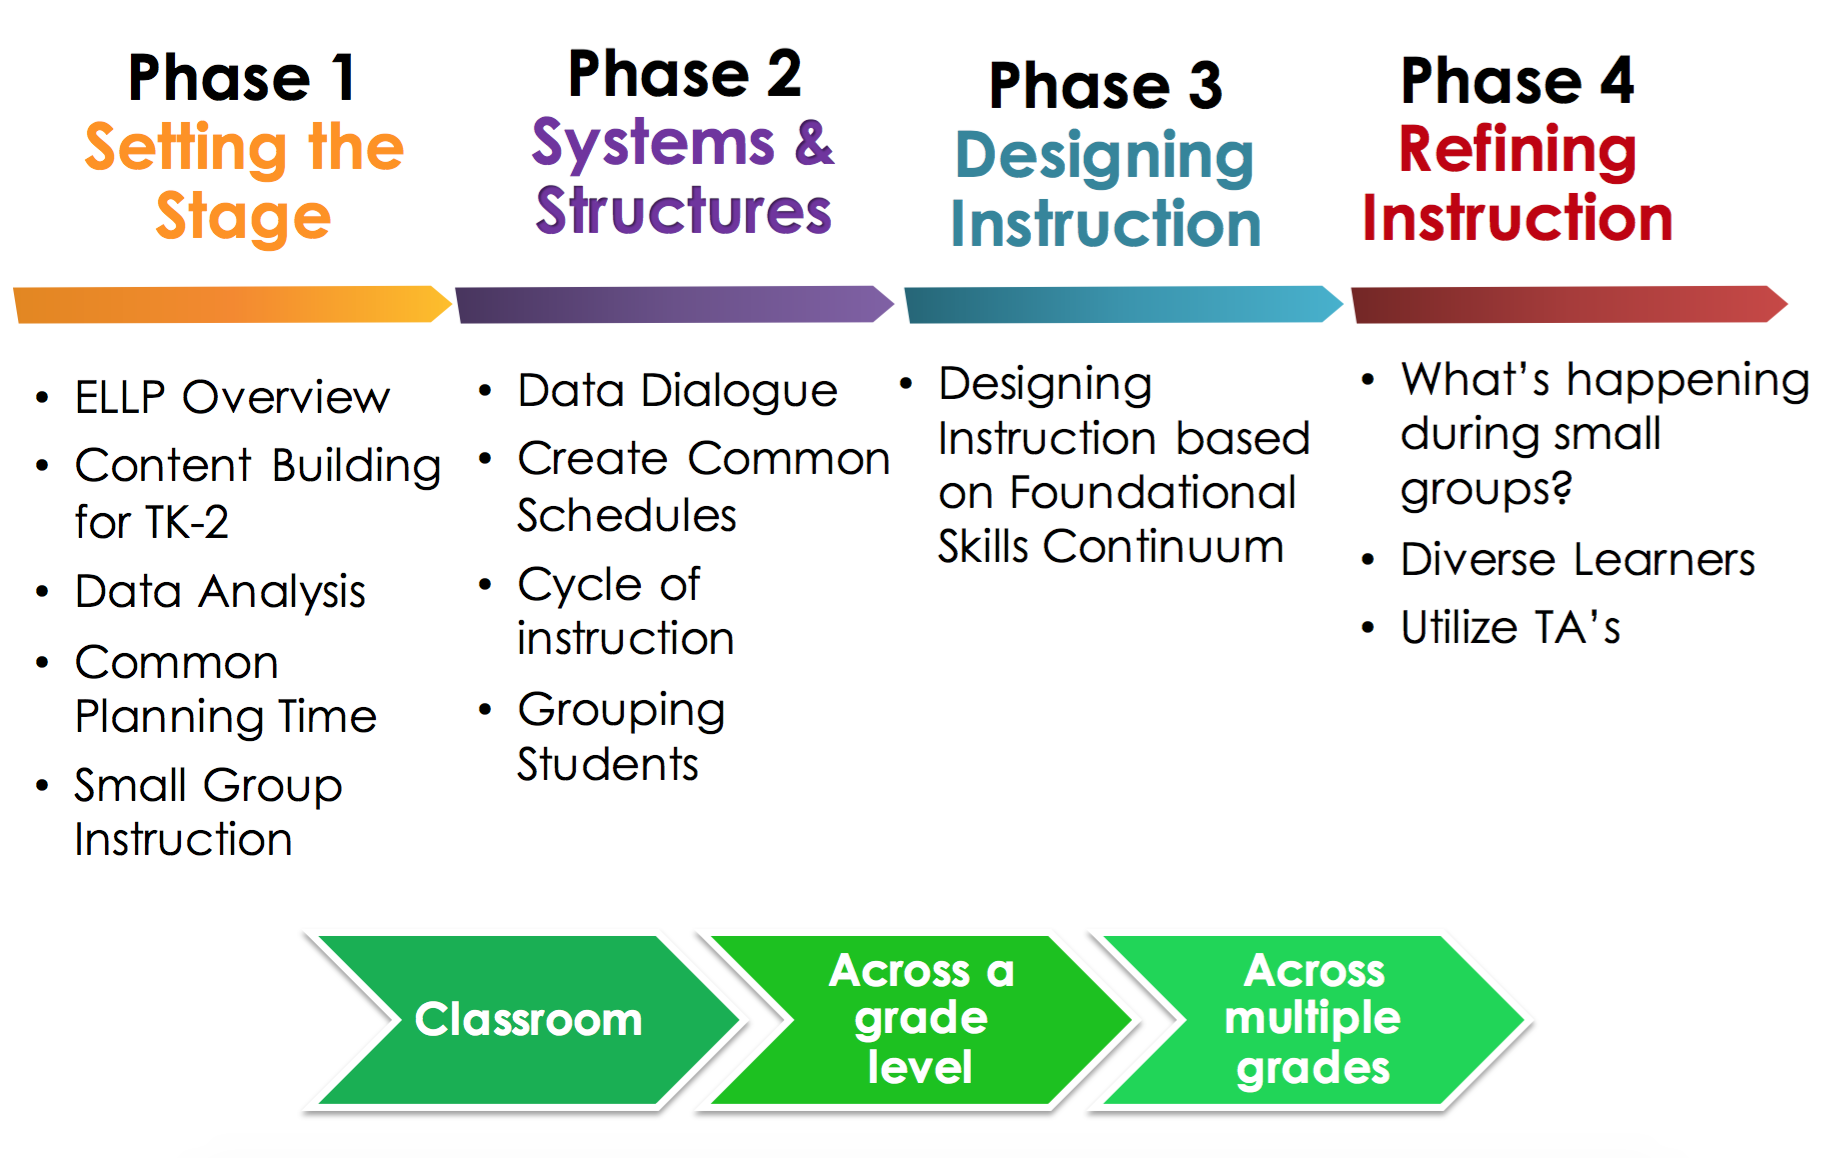 Phase 1
Setting the
Stage
Phase 2
Systems &
Structures
Phase 3
Designing
Instruction
Phase 4
Refining
Instruction
• ELLP Overview
• Content Building
for TK-2
• Data Analysis
• Common
Planning Time
• Small Group
Instruction
• Data Dialogue
• Create Common
Schedules
• Cycle of
instruction
• Grouping
Students
• Designing
Instruction based
on Foundational
Skills Continuum
• What’s happening
during small
groups?
• Diverse Learners
• Utilize TA’s
Classroom
Across a
grade
level
Across
multiple
grades